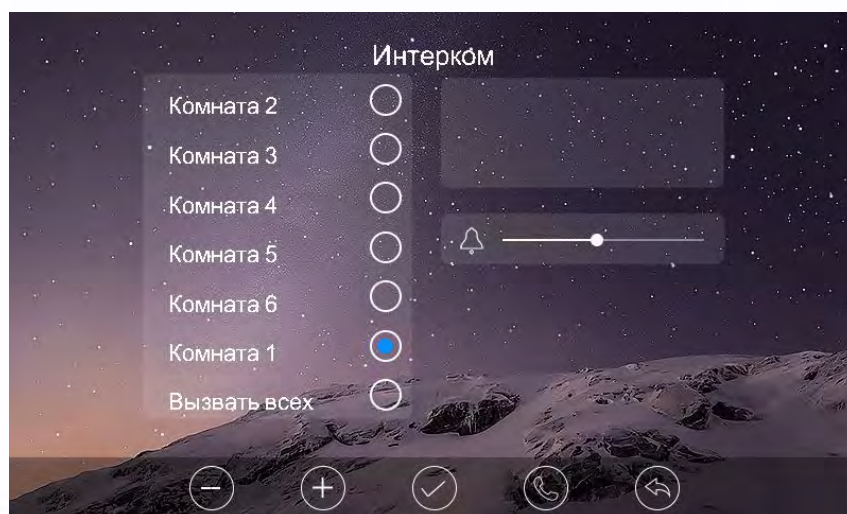 Интерком
Комната 2
Комната 3
Комната 4
Комната 5
Комната 6
Комната 1
Вызвать всех